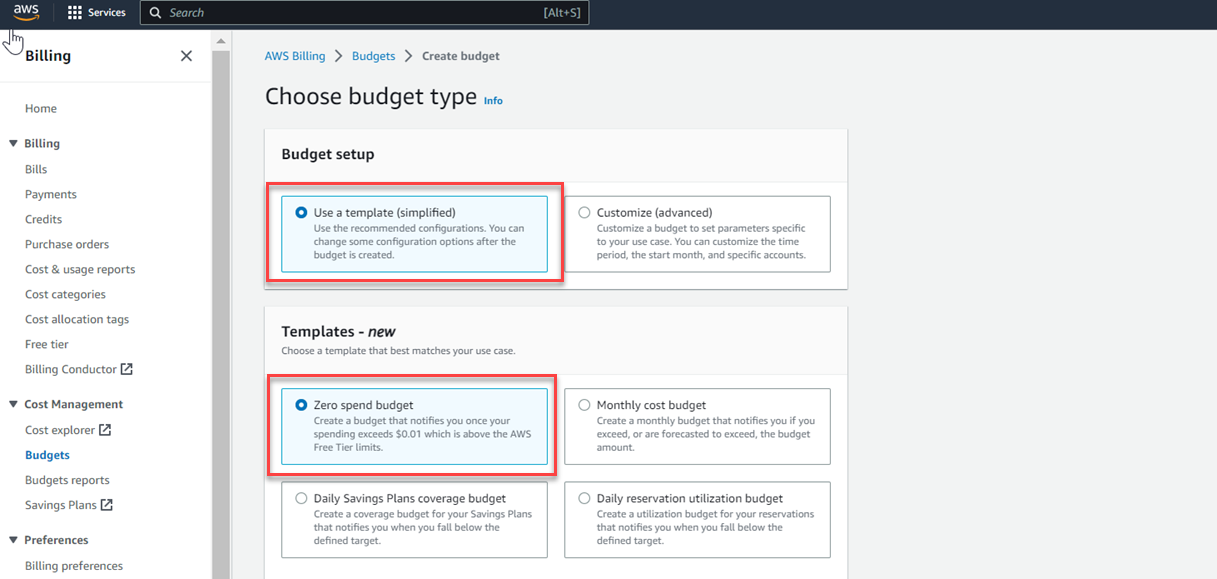 aws
Services
Search
[Alt+S]
Billing
Home
Billing
Bills
Payments
Credits
Purchase orders
Cost & usage reports
Cost categories
Cost allocation tags
Free tier
Billing Conductor
Cost Management
Cost explorer
Budgets
Budgets reports
Savings Plans
Preferences
Billing preferences
AWS Billing
Budgets
Create budget
Choose budget type Info
Budget setup
Use a template (simplified)
Use the recommended configurations. You can
change some configuration options after the
budget is created.
Customize (advanced)
Customize a budget to set parameters specific
to your use case. You can customize the time
period, the start month, and specific accounts.
Templates - new
Choose a template that best matches your use case.
Zero spend budget
Create a budget that notifies you once your
spending exceeds $0.01 which is above the AWS
Free Tier limits.
Monthly cost budget
Create a monthly budget that notifies you if you
exceed, or are forecasted to exceed, the budget
amount.
Daily Savings Plans coverage budget
Create a coverage budget for your Savings Plans
that notifies you when you fall below the
defined target.
Daily reservation utilization budget
Create a utilization budget for your reservations
that notifies you when you fall below the
defined target.